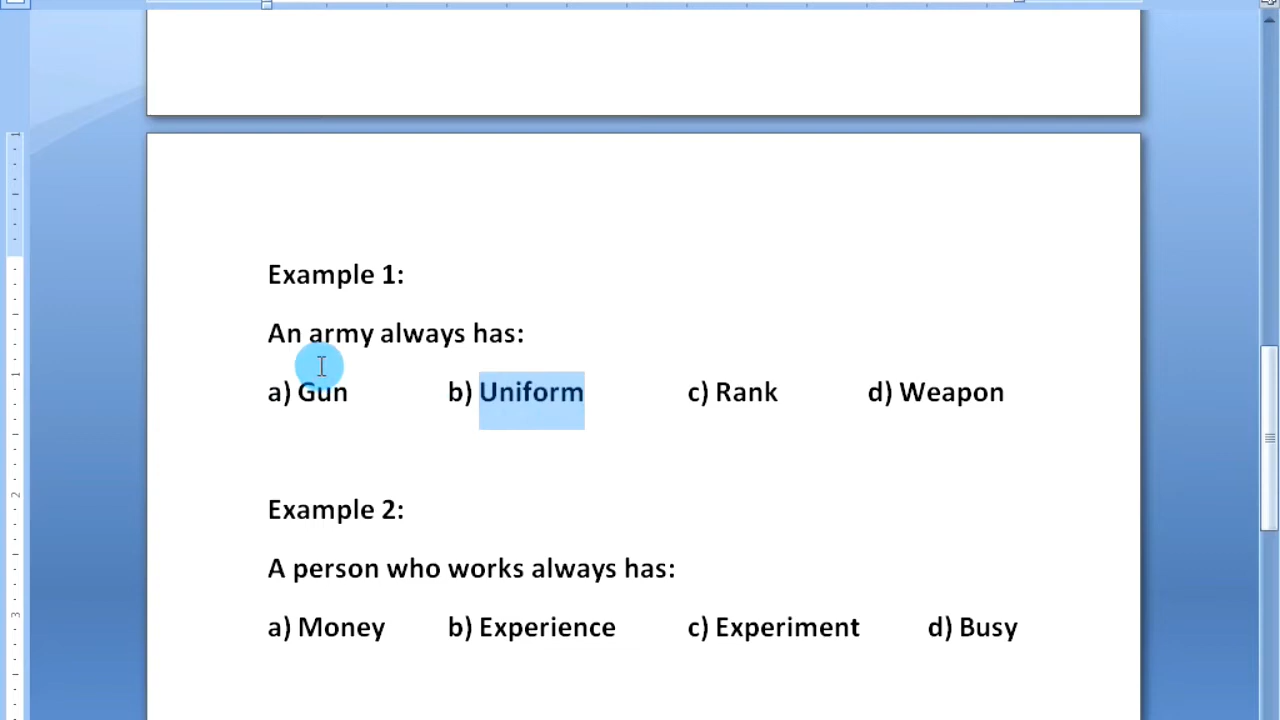 Example 1:
An army always has:
a) Gun b) Uniform c) Rank d) Weapon
Example 2:
A person who works always has:
a) Money b) Experience c) Experiment d) Busy